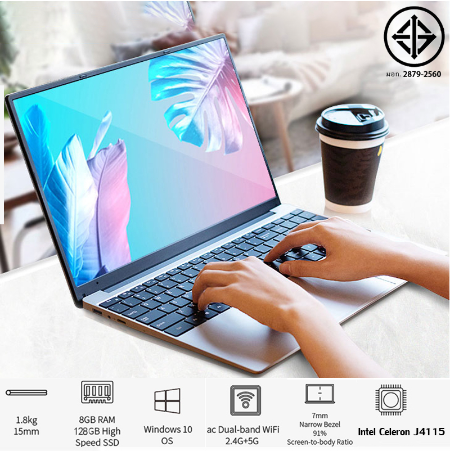 มอก. 2879-2560
1.8kg
15mm
8GB RAM
128GB High
Speed SSD
Windows 10
OS
ac Dual-band WiFi
2.4G+5G
7mm
Narrow Bezel
91%
Screen-to-body Ratio
Intel Celeron J4115